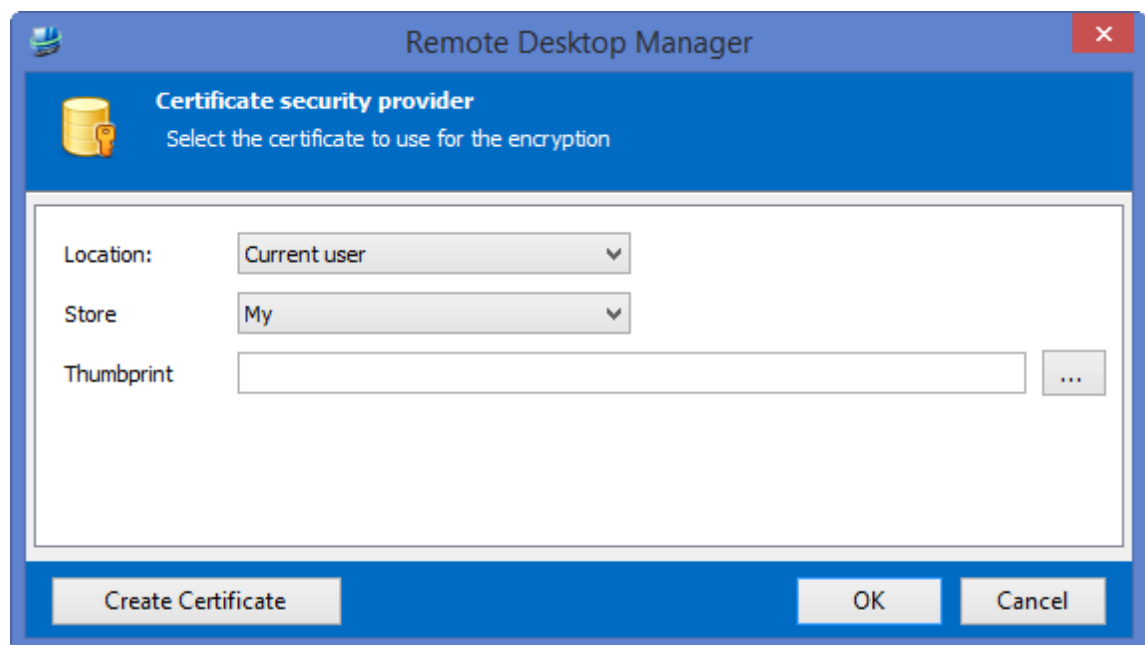 Remote Desktop Manager
Certificate security provider
Select the certificate to use for the encryption
Location: Current user
Store My
Thumbprint ...
Create Certificate OK Cancel